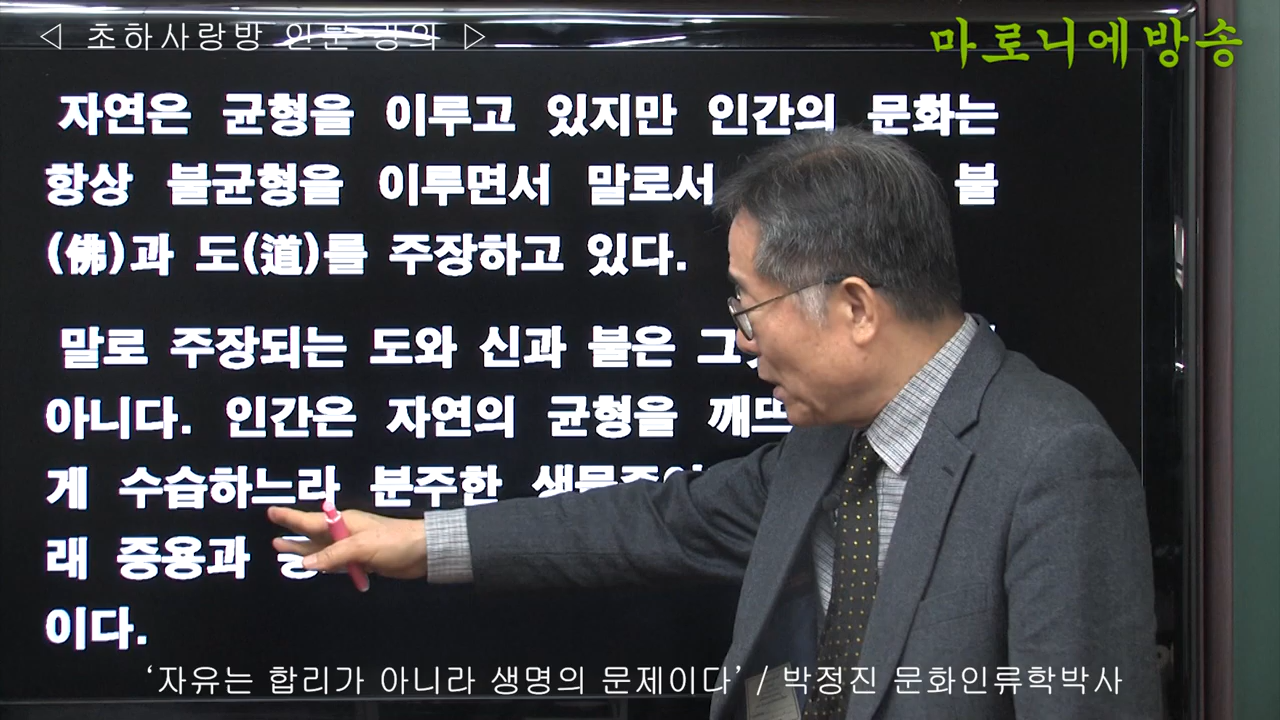 ◁ 초하사랑방 인문 강의 ▷
마로니에방송
자연은 균형을 이루고 있지만 인간의 문화는
항상 불균형을 이루면서 말로서 불
(佛)과 도(道)를 주장하고 있다.
말로 주장되는 도와 신과 불은
아니다. 인간은 자연의 균형을
게 수습하느라 분주한
래 중용과
이다.
‘자유는 합리가 아니라 생명의 문제이다’ / 박정진 문화인류학박사